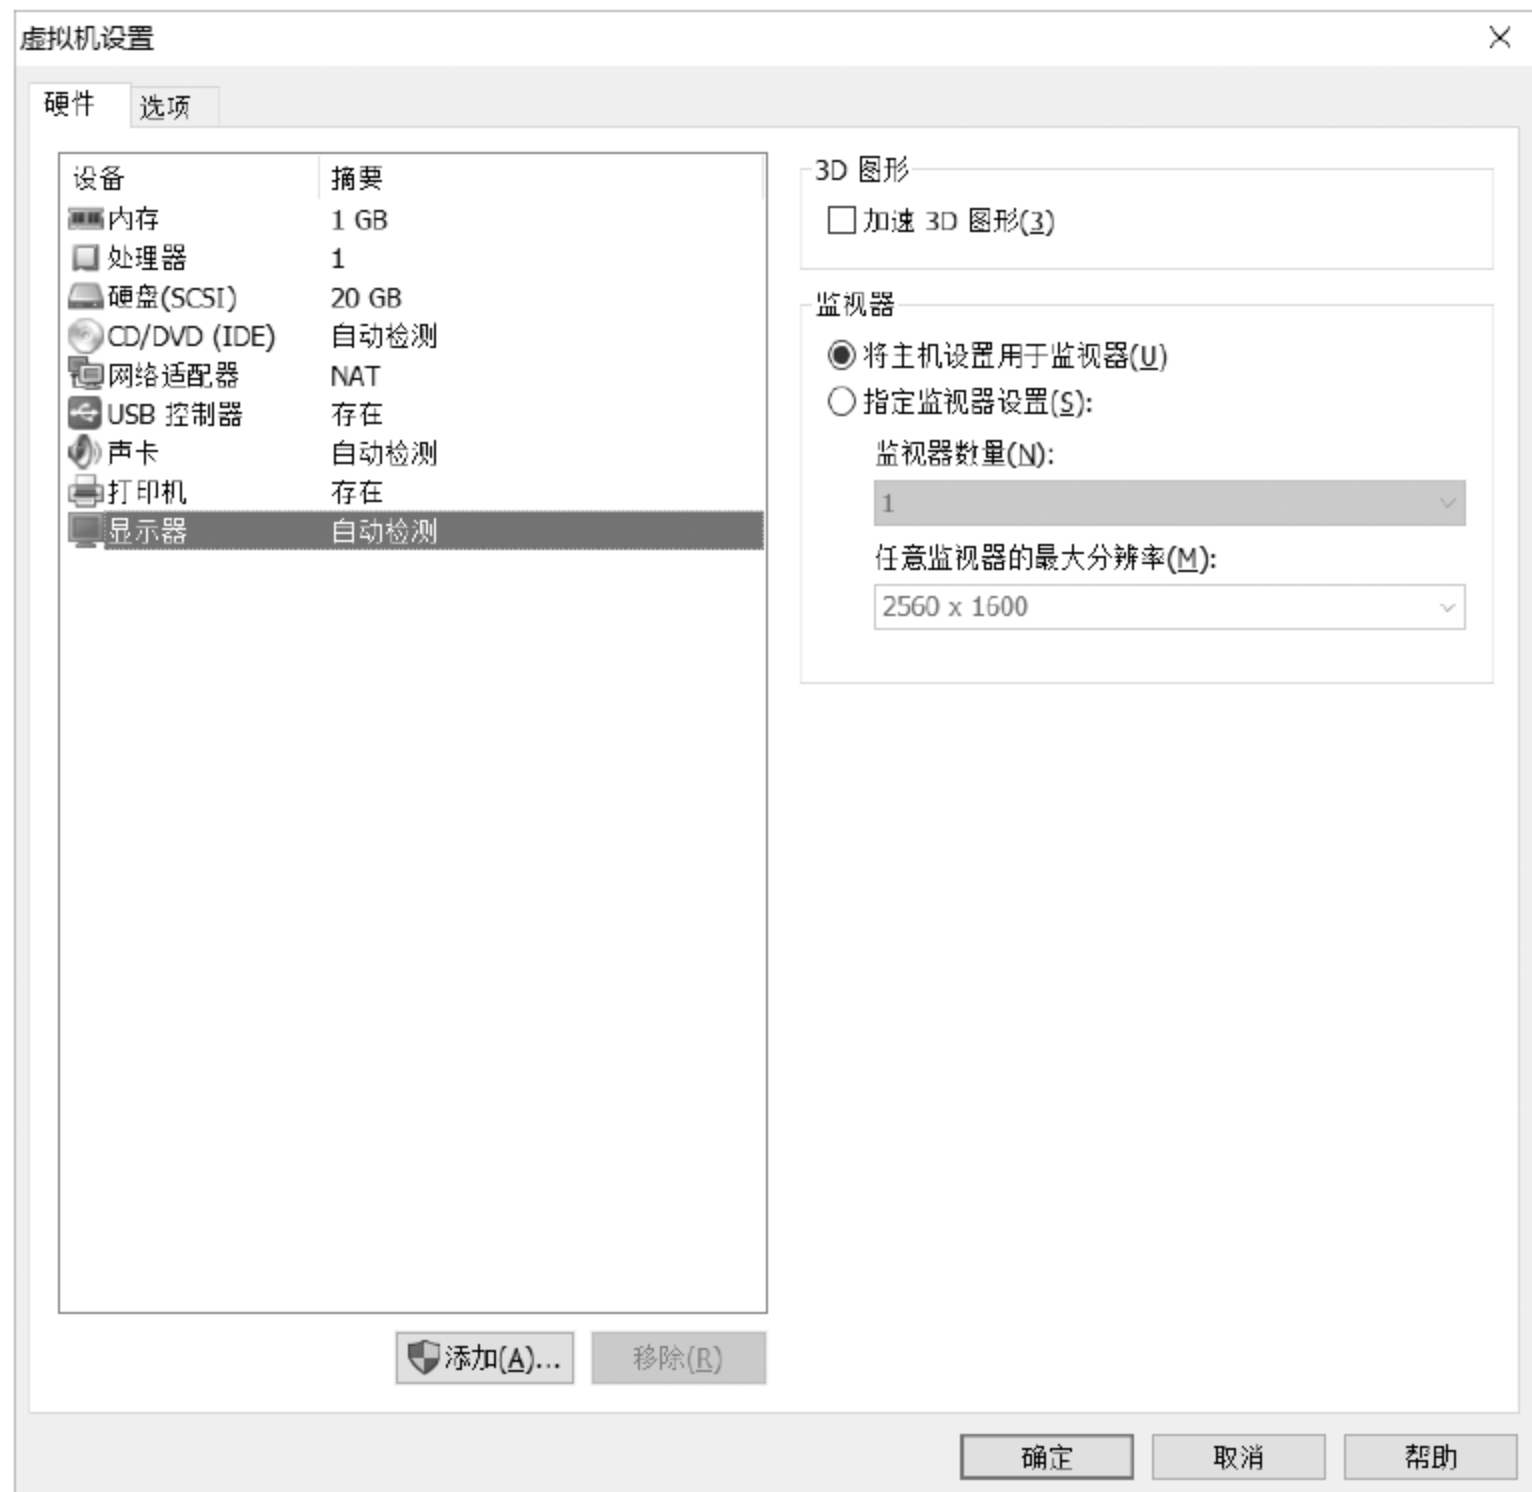 虚拟机设置
硬件 选项
设备 摘要
内存 1 GB
处理器 1
硬盘(SCSI) 20 GB
CD/DVD (IDE) 自动检测
网络适配器 NAT
USB 控制器 存在
声卡 自动检测
打印机 存在
显示器 自动检测
添加(A)... 移除(R)
3D 图形
加速 3D 图形(3)
监视器
将主机设置用于监视器(U)
指定监视器设置(S):
监视器数量(N):
1
任意监视器的最大分辨率(M):
2560 x 1600
确定 取消 帮助